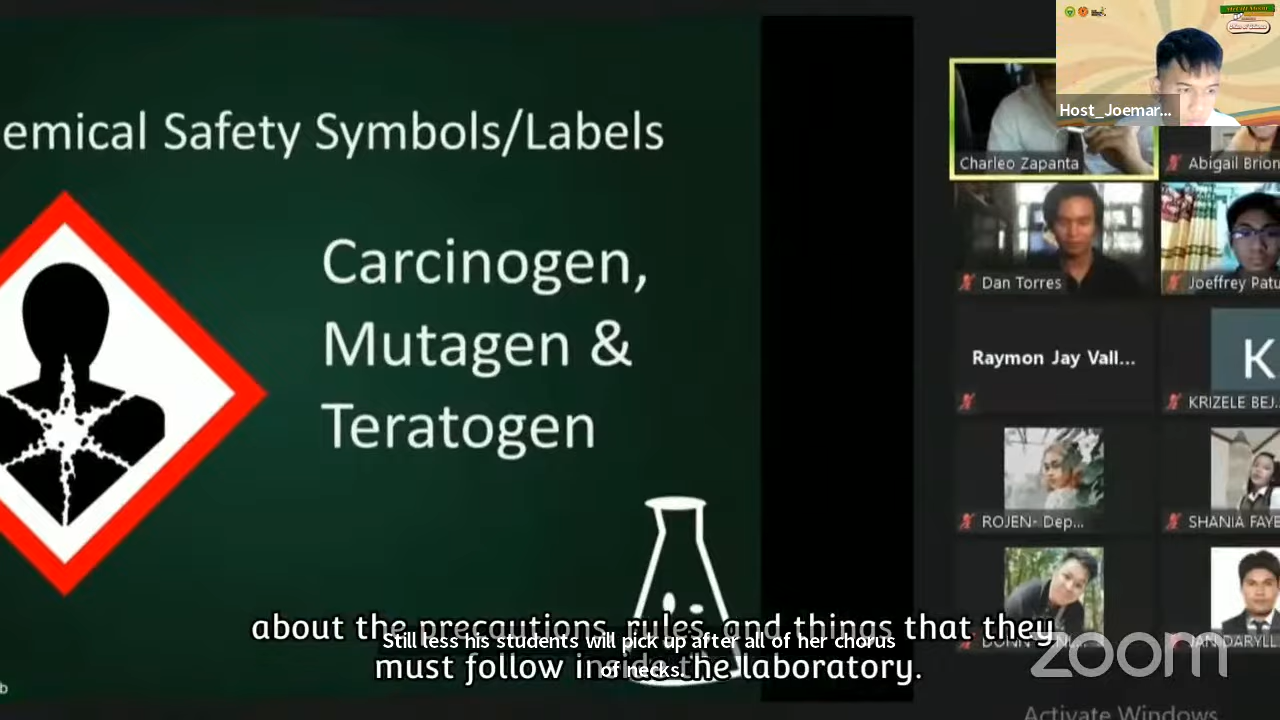 emical Safety Symbols/Labels
Carcinogen,
Mutagen &
Teratogen
Host_Joemar...
Charleo Zapanta
Abigail Brion
Dan Torres
Joeffrey Patu
Raymon Jay Vall...
K
KRIZELE BEJ...
ROJEN- Dep...
SHANIA FAYE
JAN DARYLL
about the precautions, rules, and things that they
must follow inside the laboratory.
Still less his students will pick up after all of her chorus
of necks.
b
zoom
Activate Windows